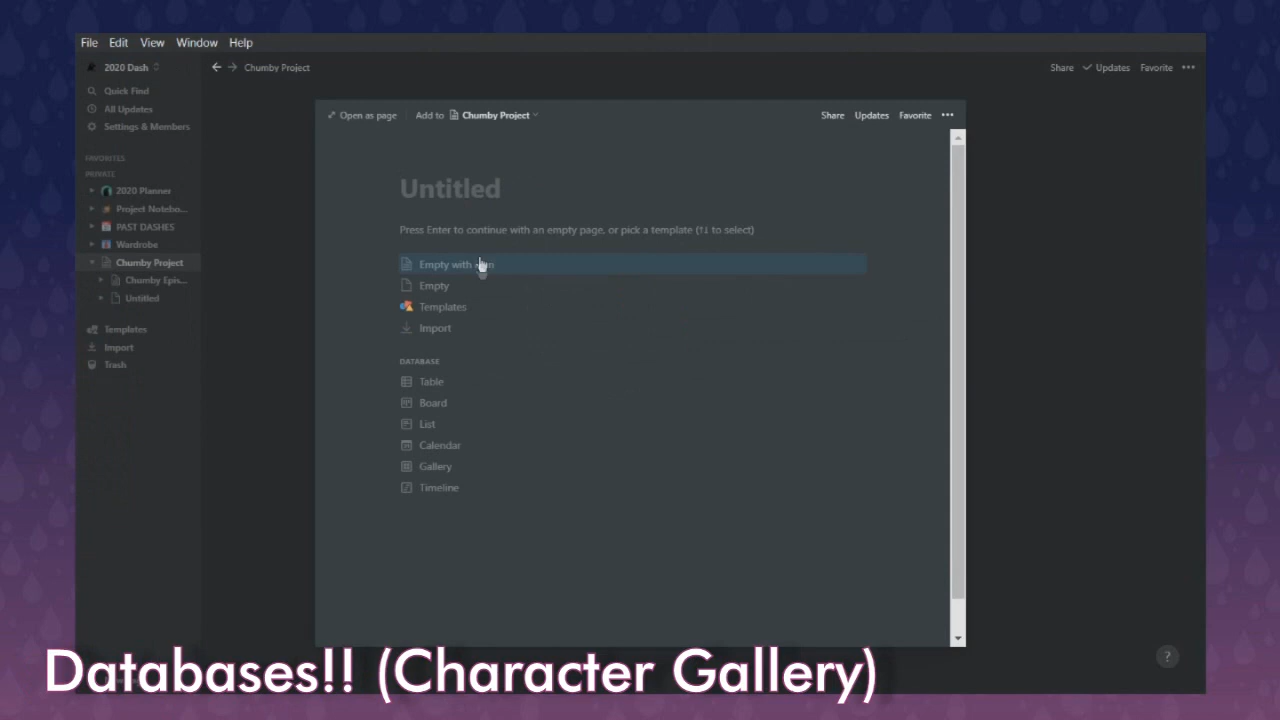 File Edit View Window Help
2020 Dash
Chumby Project
Share Updates Favorite •••
Quick Find
All Updates
Settings & Members
FAVORITES
PRIVATE
2020 Planner
Project Notebo...
PAST DASHES
Wardrobe
Chumby Project
Chumby Epis...
Untitled
Templates
Import
Trash
Open as page Add to Chumby Project
Share Updates Favorite •••
Untitled
Press Enter to continue with an empty page, or pick a template (↑↓ to select)
Empty with
Empty
Templates
Import
DATABASE
Table
Board
List
Calendar
Gallery
Timeline
?
Databases!! (Character Gallery)